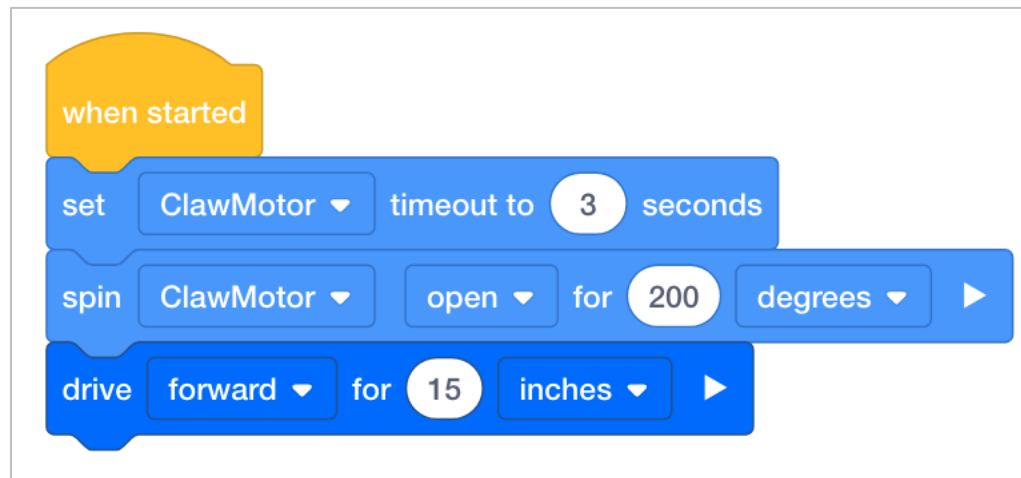 when started
set ClawMotor timeout to 3 seconds
spin ClawMotor open for 200 degrees
drive forward for 15 inches